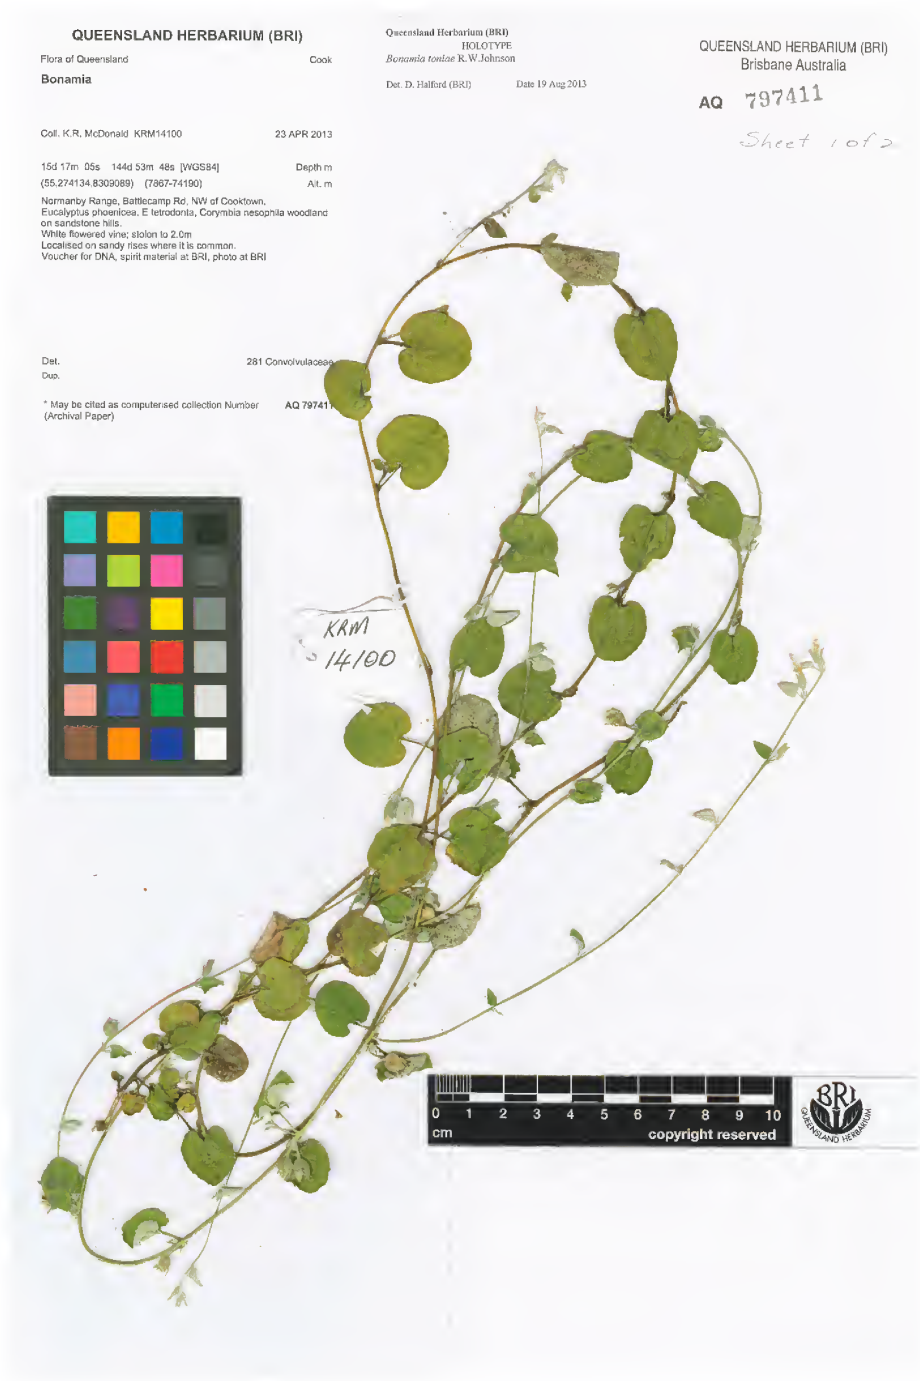 QUEENSLAND HERBARIUM (BRI)
Flora of Queensland Cook
Bonamia
Coll. K.R. McDonald KRM14100 23 APR 2013
15d 17m 05s 144d 53m 48s [WGS84] Depth m
(55.274134.8309089) (7867-74190) Alt. m
Normanby Range, Battlecamp Rd, NW of Cooktown.
Eucalyptus phoenicea, E tetrodonta, Corymbia nesophila woodland
on sandstone hills.
White flowered vine; stolon to 2.0m
Localised on sandy rises where it is common.
Voucher for DNA, spirit material at BRI, photo at BRI
Det. 281 Convolvulaceae
Dup.
* May be cited as computerised collection Number AQ 797411
(Archival Paper)
Queensland Herbarium (BRI)
HOLOTYPE
Bonamia toniae R.W.Johnson
Det. D. Halford (BRI) Date 19 Aug 2013
QUEENSLAND HERBARIUM (BRI)
Brisbane Australia
AQ 797411
Sheet 1 of 2
KRM
14100
0 1 2 3 4 5 6 7 8 9 10
cm copyright reserved
BRI
QUEENSLAND HERBARIUM